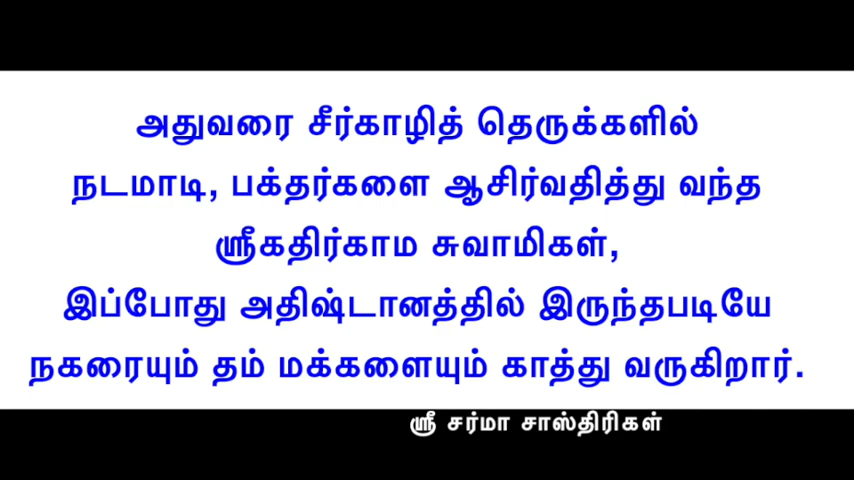 அதுவரை சீர்காழித் தெருக்களில்
நடமாடி, பக்தர்களை ஆசிர்வதித்து வந்த
ஸ்ரீகதிர்காம சுவாமிகள்,
இப்போது அதிஷ்டானத்தில் இருந்தபடியே
நகரையும் தம் மக்களையும் காத்து வருகிறார்.
ஸ்ரீ சர்மா சாஸ்திரிகள்